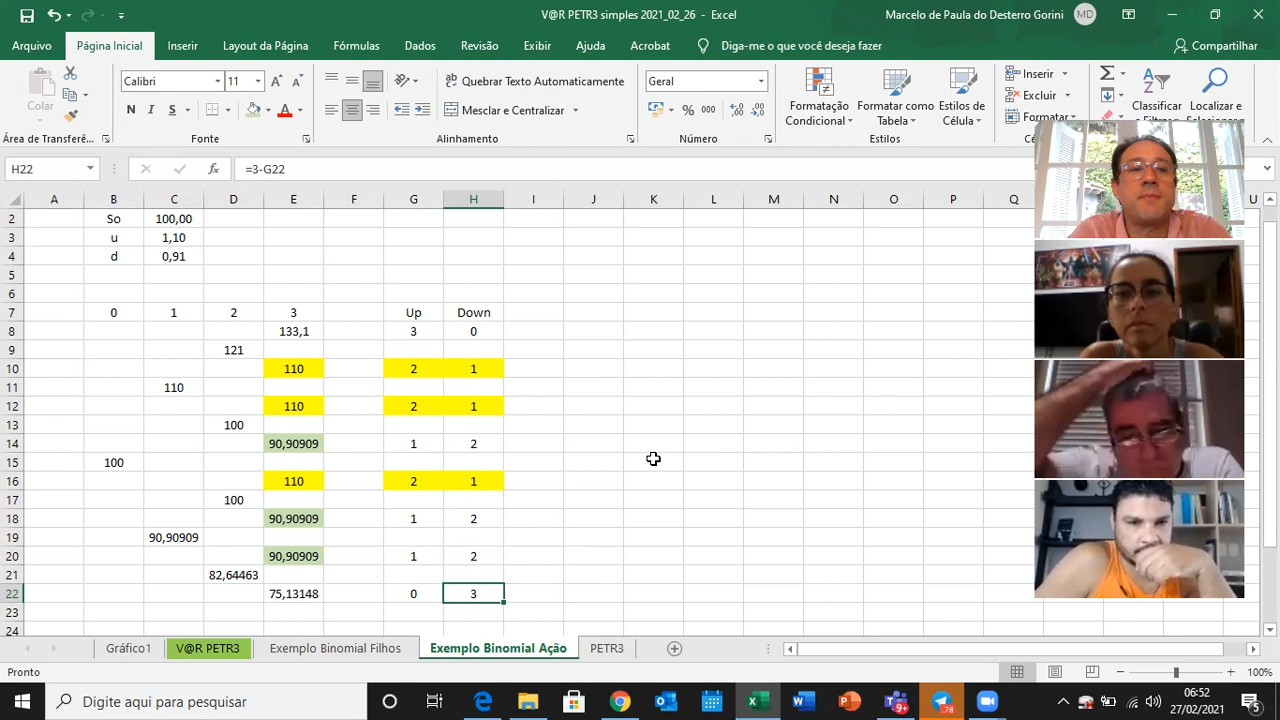 V@R PETR3 simples 2021_02_26 - Excel
Marcelo de Paula do Desterro Gorini
MD
Arquivo
Página Inicial
Inserir
Layout da Página
Fórmulas
Dados
Revisão
Exibir
Ajuda
Acrobat
Diga-me o que você deseja fazer
Compartilhar
Colar
Calibri
11
N I S
Quebrar Texto Automaticamente
Mesclar e Centralizar
Geral
% 000
Formatação Condicional
Formatar como Tabela
Estilos de Célula
Inserir
Excluir
Formatar
Classificar
Localizar e
Área de Transferê...
Fonte
Alinhamento
Número
Estilos
H22
fx
=3-G22
A B C D E F G H I J K L M N O P Q U
2 So 100,00
3 u 1,10
4 d 0,91
5
6
7 0 1 2 3 Up Down
8 133,1 3 0
9 121
10 110 2 1
11 110
12 110 2 1
13 100
14 90,90909 1 2
15 100
16 110 2 1
17 100
18 90,90909 1 2
19 90,90909
20 90,90909 1 2
21 82,64463
22 75,13148 0 3
23
24
Gráfico1
V@R PETR3
Exemplo Binomial Filhos
Exemplo Binomial Ação
PETR3
Pronto
100%
Digite aqui para pesquisar
9+
78
06:52
27/02/2021
5